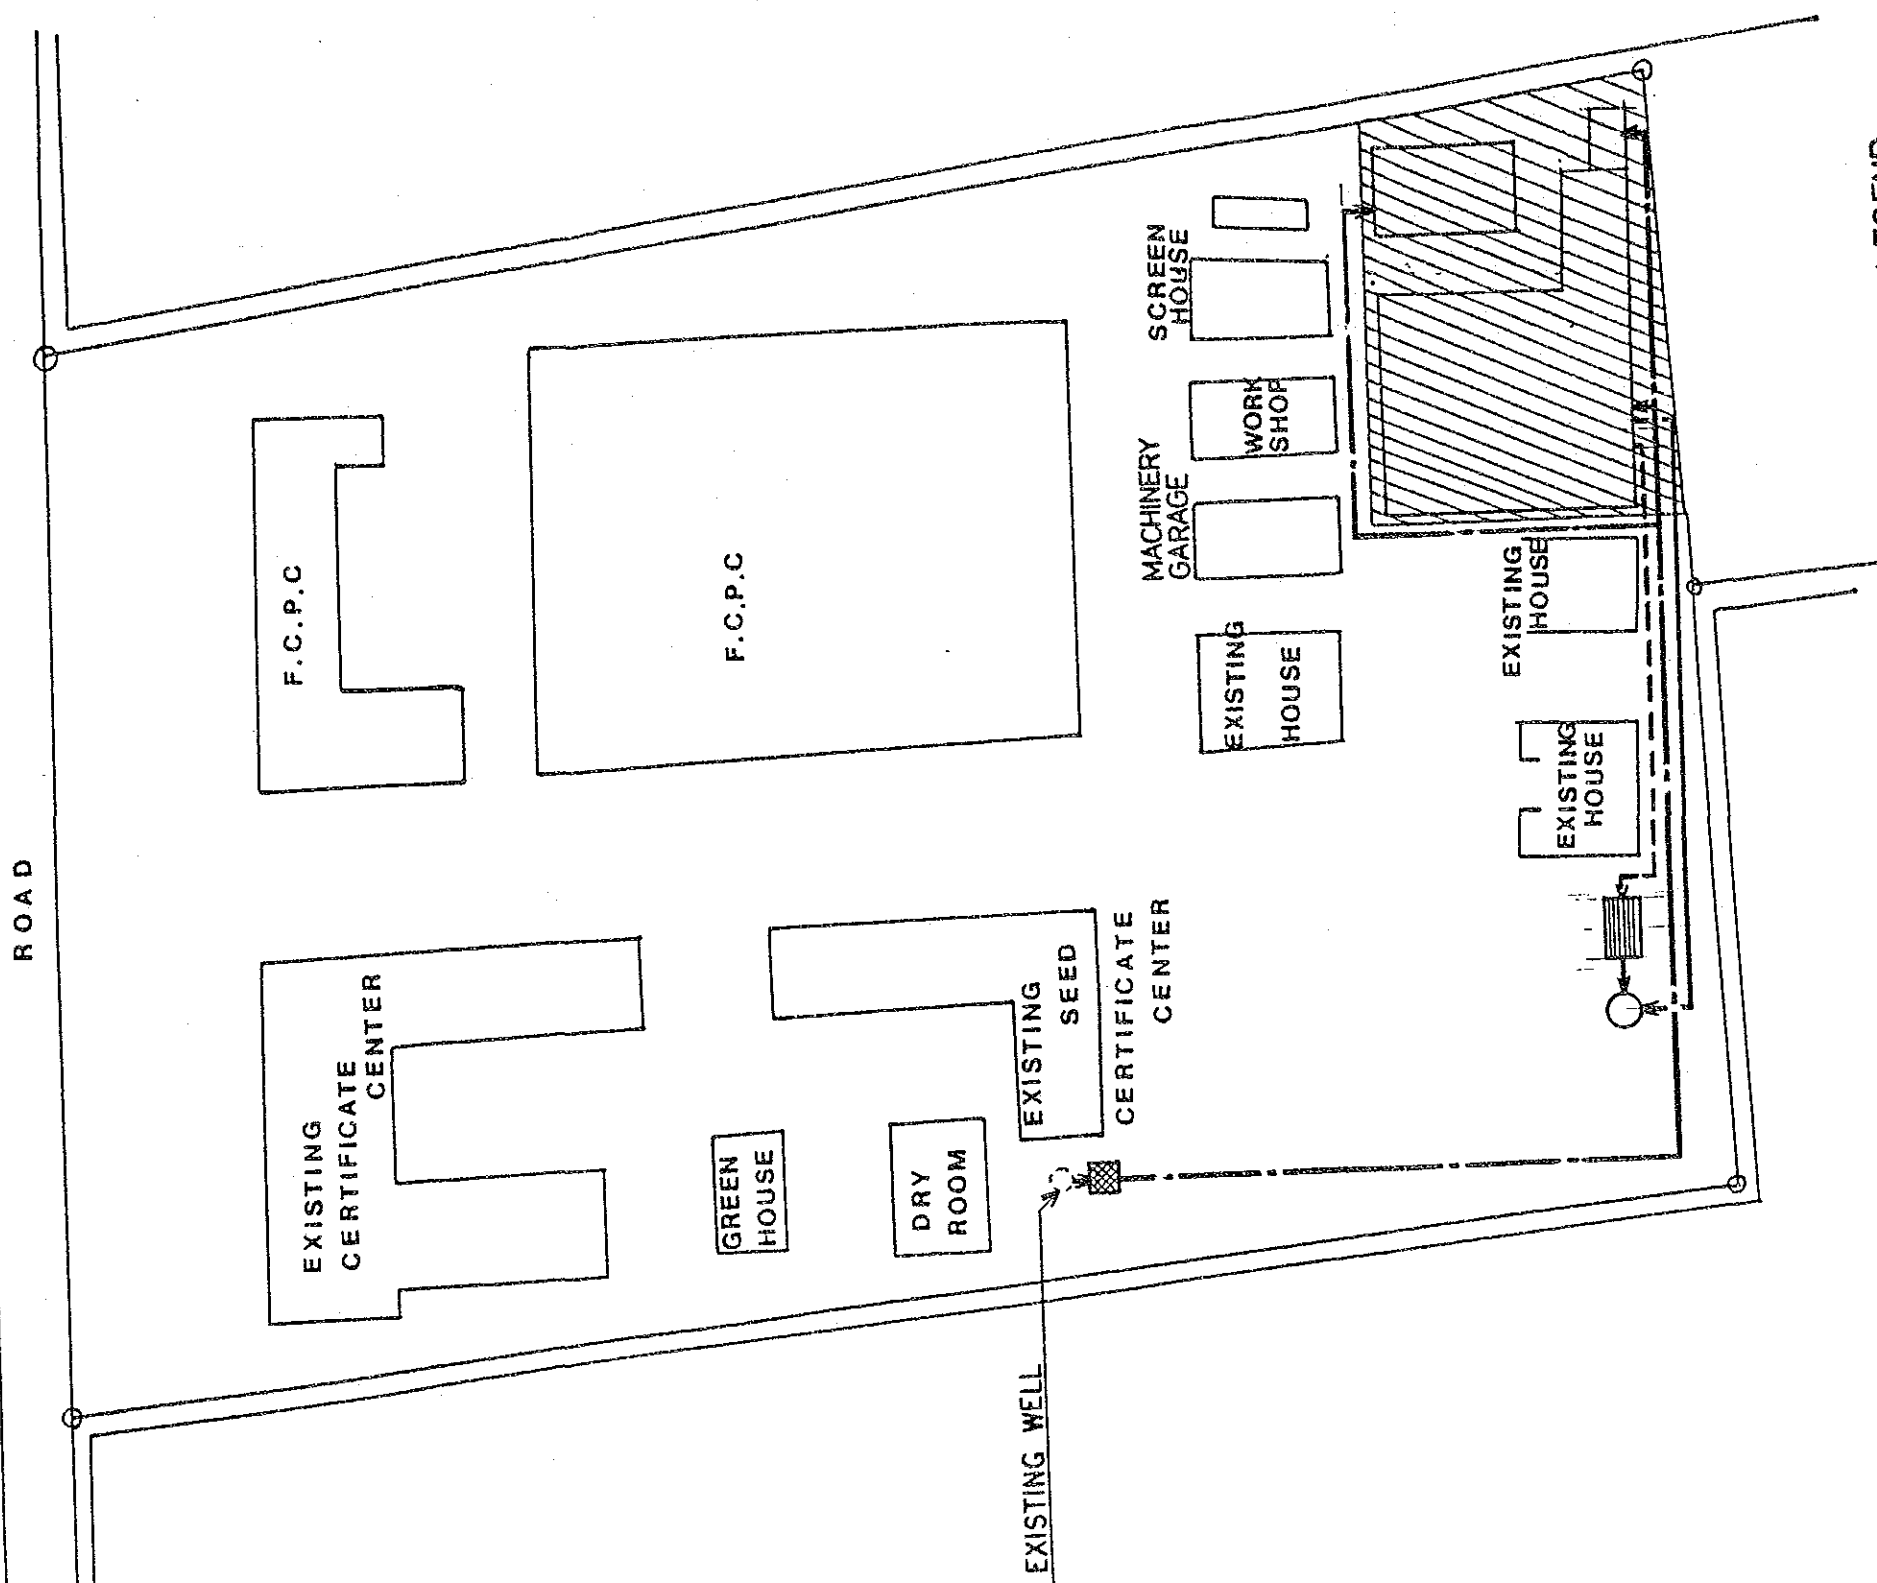 ROAD
F.C.P.C
F.C.P.C
SCREEN
HOUSE
WORK
SHOP
MACHINERY
GARAGE
EXISTING
HOUSE
EXISTING
HOUSE
EXISTING
HOUSE
EXISTING
CERTIFICATE
CENTER
EXISTING
SEED
CERTIFICATE
CENTER
GREEN
HOUSE
DRY
ROOM
EXISTING WELL